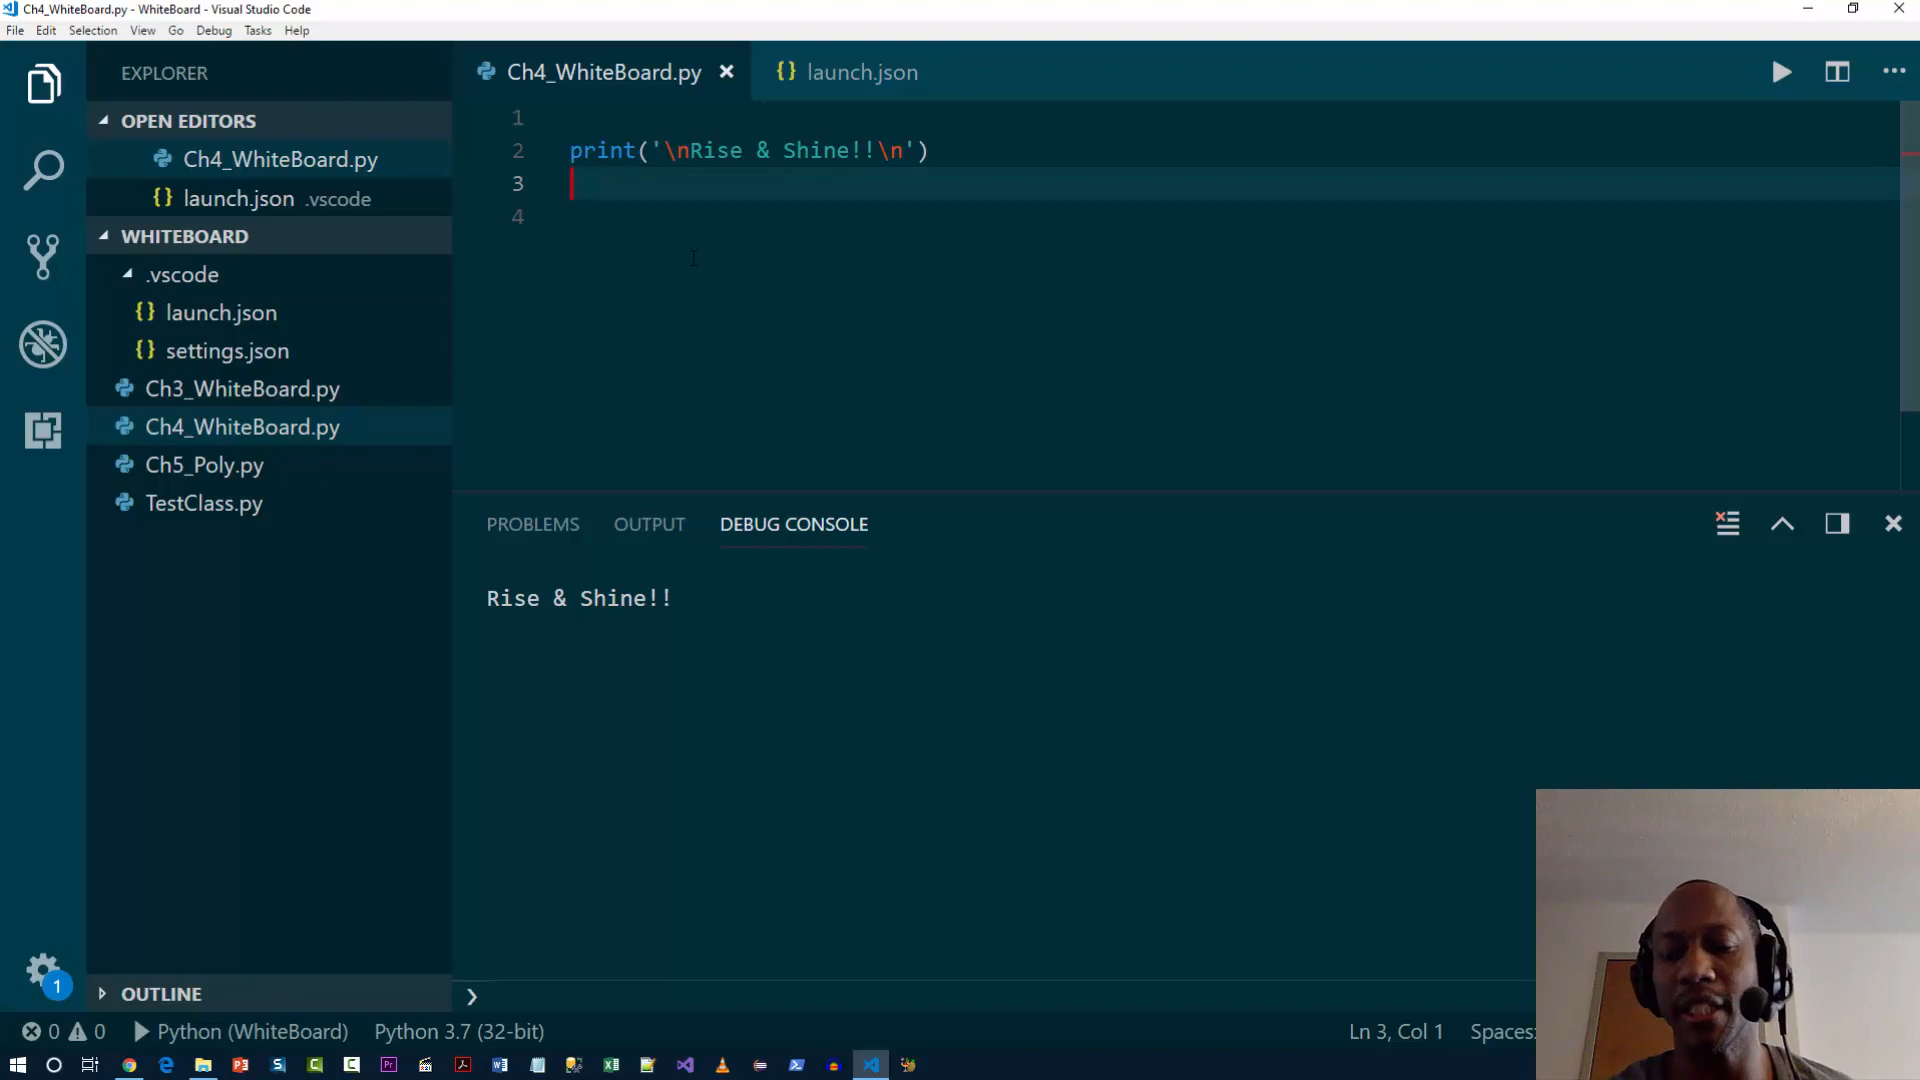 Ch4_WhiteBoard.py - WhiteBoard - Visual Studio Code
File Edit Selection View Go Debug Tasks Help
EXPLORER
OPEN EDITORS
Ch4_WhiteBoard.py
{} launch.json .vscode
WHITEBOARD
.vscode
{} launch.json
{} settings.json
Ch3_WhiteBoard.py
Ch4_WhiteBoard.py
Ch5_Poly.py
TestClass.py
OUTLINE
1
Ch4_WhiteBoard.py
{} launch.json
1
2 print('\nRise & Shine!!\n')
3
4
PROBLEMS OUTPUT DEBUG CONSOLE
Rise & Shine!!
0 0 Python (WhiteBoard) Python 3.7 (32-bit) Ln 3, Col 1 Spaces: